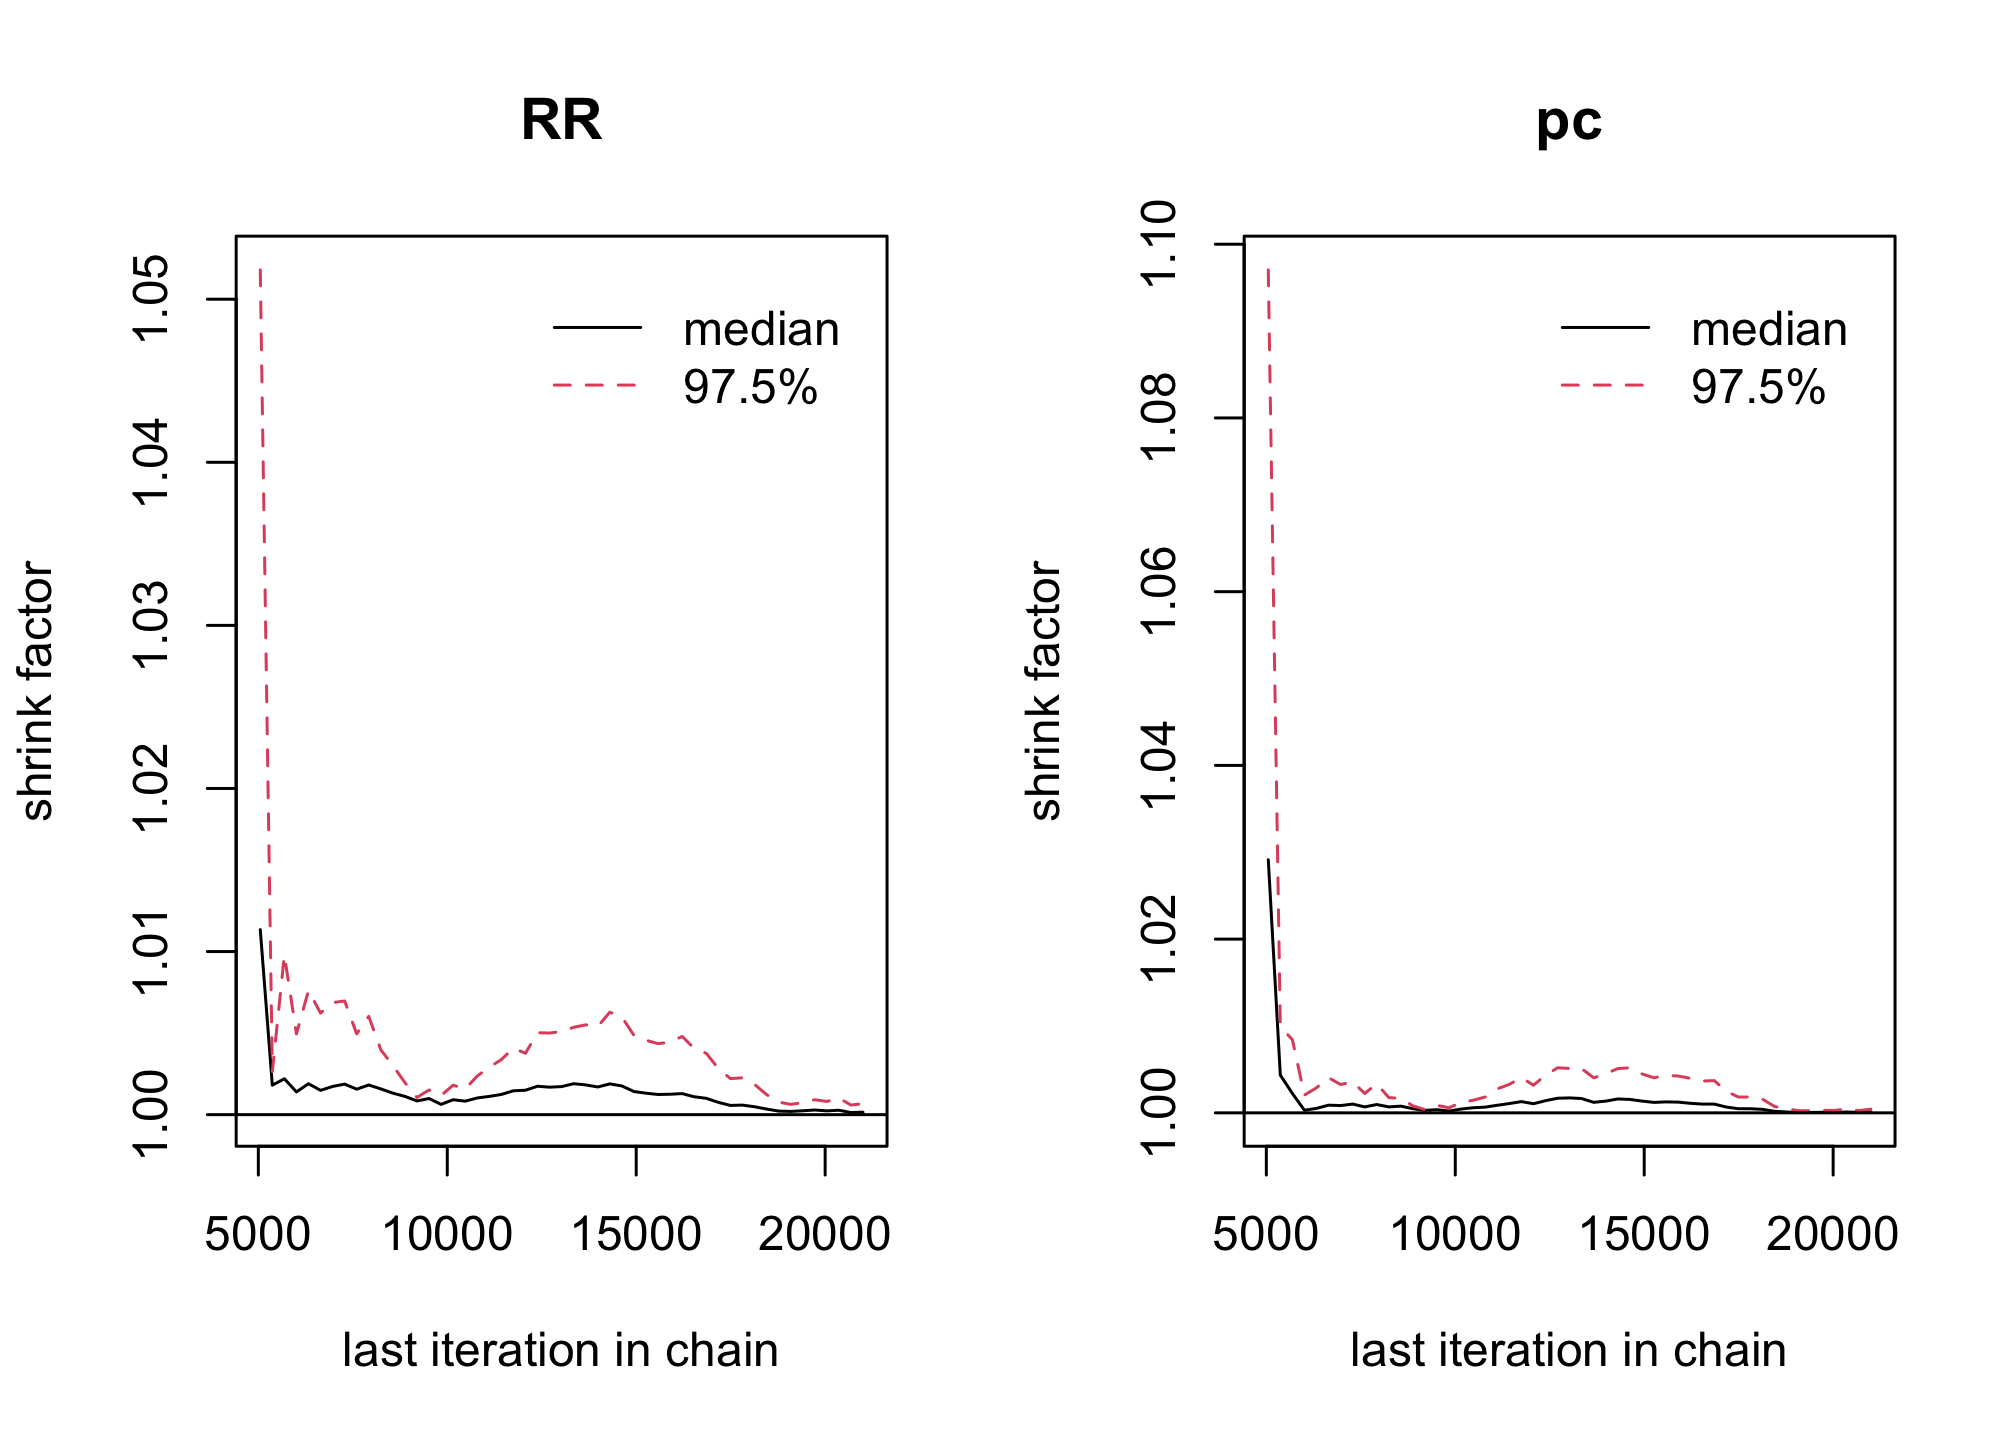 RR
shrink factor
1.05
1.04
1.03
1.02
1.01
1.00
median
97.5%
5000 10000 15000 20000
last iteration in chain
pc
shrink factor
1.10
1.08
1.06
1.04
1.02
1.00
median
97.5%
5000 10000 15000 20000
last iteration in chain